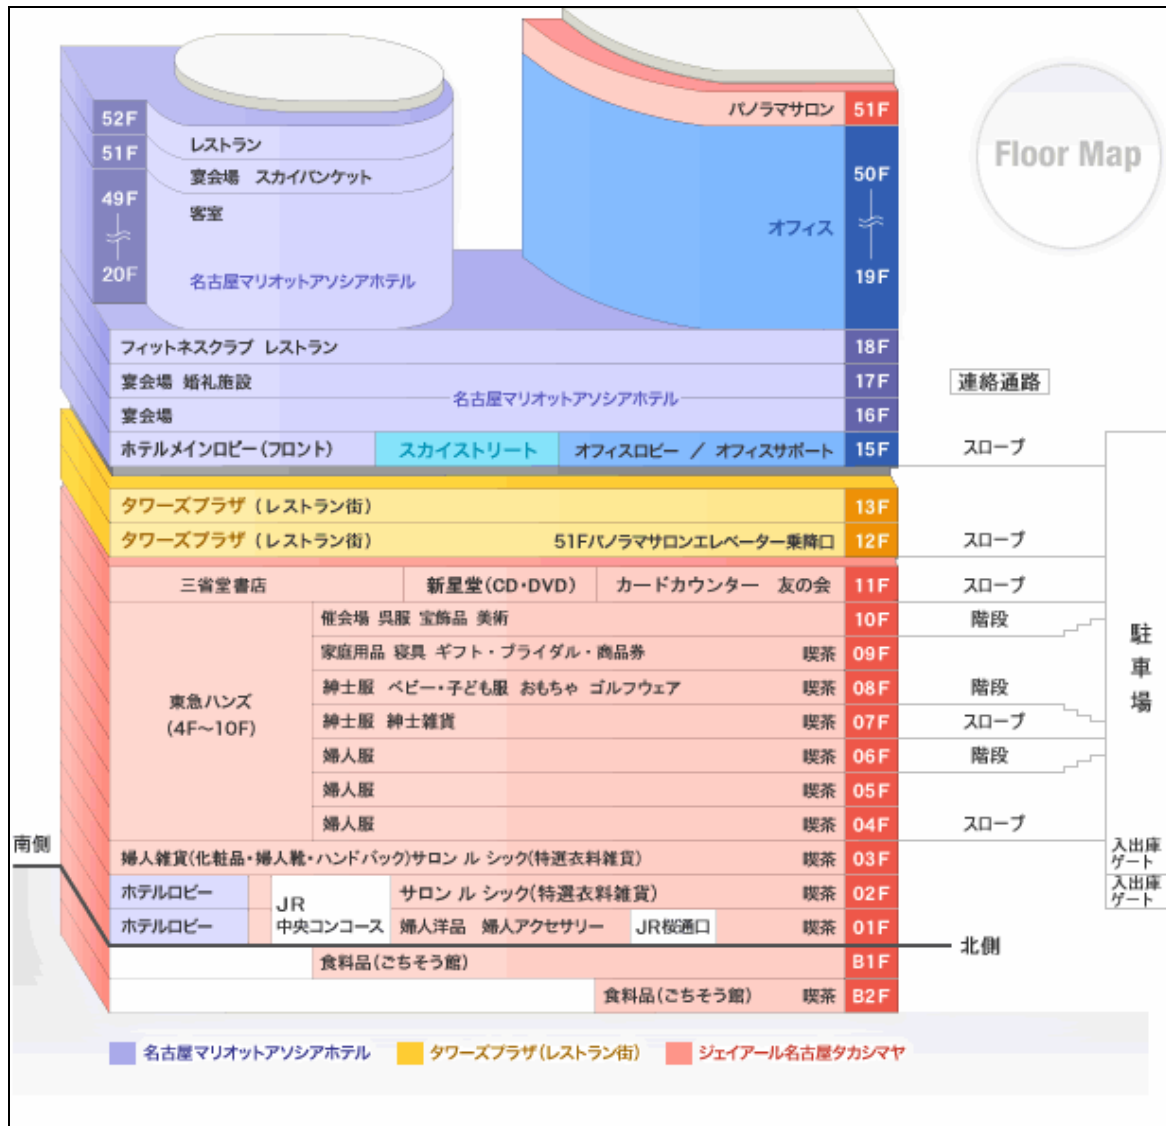 Floor Map
52F
レストラン
51F
宴会場 スカイバンケット
49F
客室
20F
名古屋マリオットアソシアホテル
パノラマサロン 51F
50F
オフィス
19F
フィットネスクラブ レストラン 18F
宴会場 婚礼施設 17F 連絡通路
名古屋マリオットアソシアホテル
宴会場 16F
ホテルメインロビー(フロント) スカイストリート オフィスロビー / オフィスサポート 15F スロープ
タワーズプラザ (レストラン街) 13F
タワーズプラザ (レストラン街) 51Fパノラマサロンエレベーター乗降口 12F スロープ
三省堂書店 新星堂(CD・DVD) カードカウンター 友の会 11F スロープ
催会場 呉服 宝飾品 美術 10F 階段
家庭用品 寝具 ギフト・ブライダル・商品券 喫茶 09F
紳士服 ベビー・子ども服 おもちゃ ゴルフウェア 喫茶 08F 階段
東急ハンズ
(4F〜10F)
紳士服 紳士雑貨 喫茶 07F スロープ
婦人服 喫茶 06F 階段
婦人服 喫茶 05F
婦人服 喫茶 04F スロープ
駐車場
南側
婦人雑貨(化粧品・婦人靴・ハンドバック)サロン ル シック(特選衣料雑貨) 喫茶 03F
入出庫
ゲート
ホテルロビー サロン ル シック(特選衣料雑貨) 喫茶 02F
入出庫
ゲート
JR
中央コンコース
ホテルロビー 婦人洋品 婦人アクセサリー JR桜通口 喫茶 01F
北側
食料品(ごちそう館) B1F
食料品(ごちそう館) 喫茶 B2F
名古屋マリオットアソシアホテル タワーズプラザ(レストラン街) ジェイアール名古屋タカシマヤ